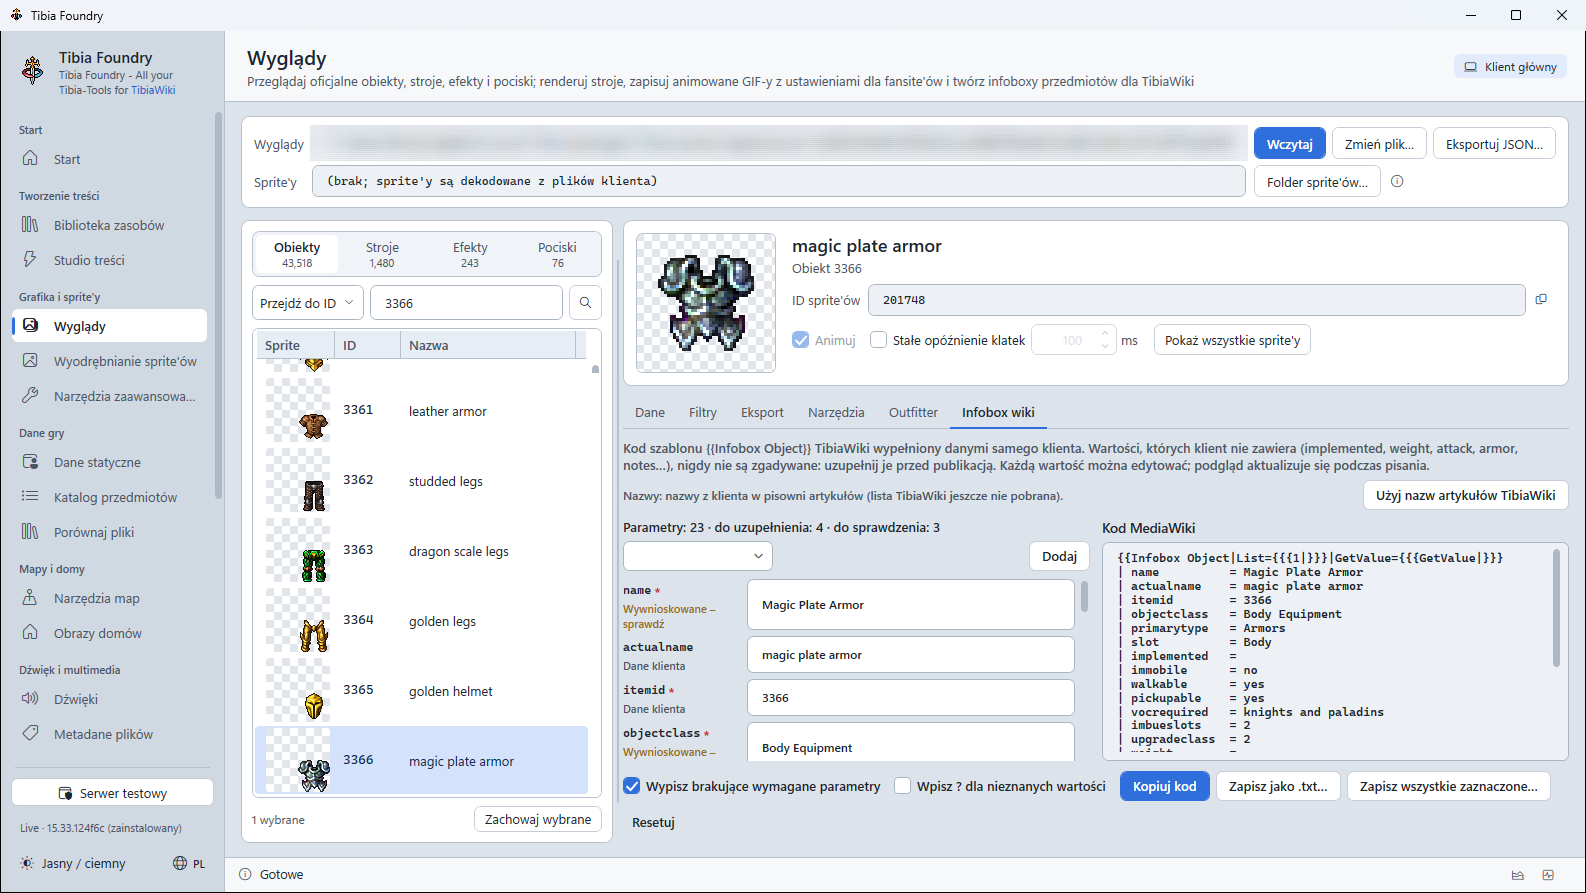 Tibia Foundry
Tibia Foundry
Tibia Foundry - All your
Tibia-Tools for TibiaWiki
Start
Start
Tworzenie treści
Biblioteka zasobów
Studio treści
Grafika i sprite'y
Wyglądy
Wyodrębnianie sprite'ów
Narzędzia zaawansowa...
Dane gry
Dane statyczne
Katalog przedmiotów
Porównaj pliki
Mapy i domy
Narzędzia map
Obrazy domów
Dźwięk i multimedia
Dźwięki
Metadane plików
Serwer testowy
Live · 15.33.124f6c (zainstalowany)
Jasny / ciemny
PL
Wyglądy
Przeglądaj oficjalne obiekty, stroje, efekty i pociski; renderuj stroje, zapisuj animowane GIF-y z ustawieniami dla fansite'ów i twórz infoboxy przedmiotów dla TibiaWiki
Klient główny
Wyglądy
Wczytaj
Zmień plik...
Eksportuj JSON...
Sprite'y
(brak; sprite'y są dekodowane z plików klienta)
Folder sprite'ów...
Obiekty
43,518
Stroje
1,480
Efekty
243
Pociski
76
Przejdź do ID
3366
Sprite
ID
Nazwa
3361
leather armor
3362
studded legs
3363
dragon scale legs
3364
golden legs
3365
golden helmet
3366
magic plate armor
1 wybrane
Zachowaj wybrane
magic plate armor
Obiekt 3366
ID sprite'ów
201748
Animuj
Stałe opóźnienie klatek
100
ms
Pokaż wszystkie sprite'y
Dane
Filtry
Eksport
Narzędzia
Outfitter
Infobox wiki
Kod szablonu {{Infobox Object}} TibiaWiki wypełniony danymi samego klienta. Wartości, których klient nie zawiera (implemented, weight, attack, armor,
notes...), nigdy nie są zgadywane: uzupełnij je przed publikacją. Każdą wartość można edytować; podgląd aktualizuje się podczas pisania.
Nazwy: nazwy z klienta w pisowni artykułów (lista TibiaWiki jeszcze nie pobrana).
Użyj nazw artykułów TibiaWiki
Parametry: 23 · do uzupełnienia: 4 · do sprawdzenia: 3
Dodaj
name *
Wywnioskowane –
sprawdź
Magic Plate Armor
actualname
Dane klienta
magic plate armor
itemid *
Dane klienta
3366
objectclass *
Wywnioskowane –
Body Equipment
Kod MediaWiki
{{Infobox Object|List={{{1|}}}|GetValue={{{GetValue|}}}
| name = Magic Plate Armor
| actualname = magic plate armor
| itemid = 3366
| objectclass = Body Equipment
| primarytype = Armors
| slot = Body
| implemented =
| immobile = no
| walkable = yes
| pickupable = yes
| vocrequired = knights and paladins
| imbueslots = 2
| upgradeclass = 2
Wypisz brakujące wymagane parametry
Wpisz ? dla nieznanych wartości
Kopiuj kod
Zapisz jako .txt...
Zapisz wszystkie zaznaczone...
Resetuj
Gotowe